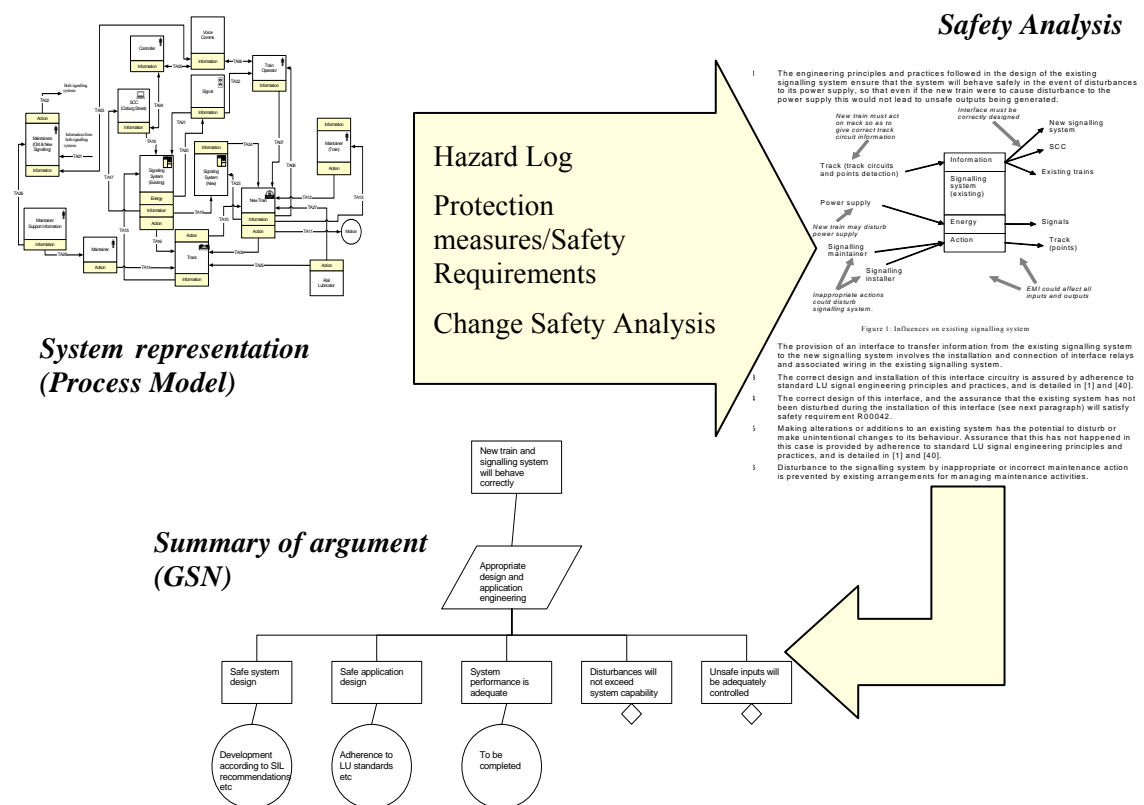 Safety Analysis
Voice
Comms
Information
Controller
Information
Train
Operator
Information
Signal
Information
SCC
(Coburg Street)
Information
Both signalling
systems
Action
Maintainers
(Old & New
Signalling)
Information
Information from
both signalling
systems
Signalling
System
(Existing)
Energy
Information
Action
Signalling
System
(New)
Information
Information
Maintainer
(Train)
Action
New Train
Information
Action
Motion
Maintainer
Support Information
Information
Maintainer
Action
Action
Track
Information
Action
Rail
Lubricator
System representation
(Process Model)
Hazard Log
Protection
measures/Safety
Requirements
Change Safety Analysis
The engineering principles and practices followed in the design of the existing
signalling system ensure that the system will behave safely in the event of disturbances
to its power supply, so that even if the new train were to cause disturbance to the
power supply this would not lead to unsafe outputs being generated.
New train must act
on track so as to
give correct track
circuit information
Interface must be
correctly designed
New signalling
system
SCC
Existing trains
Track (track circuits
and points detection)
Information
Signalling
system
(existing)
Power supply
Energy
Signals
New train may disturb
power supply
Action
Track
(points)
Signalling
maintainer
Signalling
installer
Inappropriate actions
could disturb
signalling system.
EMI could affect all
inputs and outputs
Figure 1: Influences on existing signalling system
The provision of an interface to transfer information from the existing signalling system
to the new signalling system involves the installation and connection of interface relays
and associated wiring in the existing signalling system.
The correct design and installation of this interface circuitry is assured by adherence to
standard LU signal engineering principles and practices, and is detailed in [1] and [40].
The correct design of this interface, and the assurance that the existing system has not
been disturbed during the installation of this interface (see next paragraph) will satisfy
safety requirement R00042.
Making alterations or additions to an existing system has the potential to disturb or
make unintentional changes to its behaviour. Assurance that this has not happened in
this case is provided by adherence to standard LU signal engineering principles and
practices, and is detailed in [1] and [40].
Disturbance to the signalling system by inappropriate or incorrect maintenance action
is prevented by existing arrangements for managing maintenance activities.
Summary of argument
(GSN)
New train and
signalling system
will behave
correctly
Appropriate
design and
application
engineering
Safe system
design
Safe application
design
System
performance is
adequate
Disturbances will
not exceed
system capability
Unsafe inputs will
be adequately
controlled
Development
according to SIL
recommendations
etc
Adherence to
LU standards
etc
To be
completed